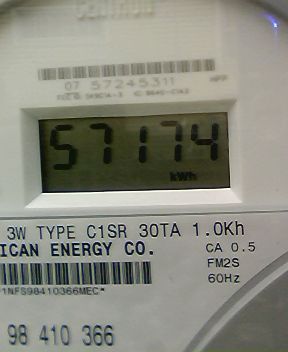 Centron
07 57245311
57174
kWh
3W TYPE C1SR 30TA 1.0Kh
ICAN ENERGY CO.
CA 0.5
FM2S
60Hz
98 410 366